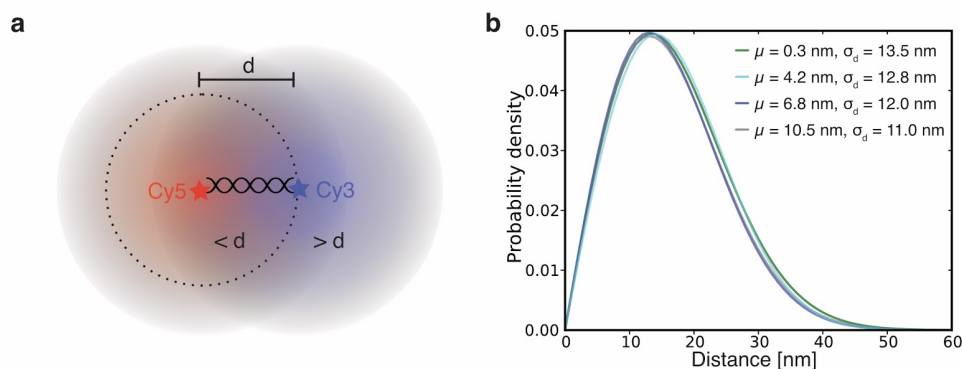 a
d
Cy5
Cy3
< d
> d
b
Probability density
0.05
0.04
0.03
0.02
0.01
0.00
μ = 0.3 nm, σd = 13.5 nm
μ = 4.2 nm, σd = 12.8 nm
μ = 6.8 nm, σd = 12.0 nm
μ = 10.5 nm, σd = 11.0 nm
0 10 20 30 40 50 60
Distance [nm]